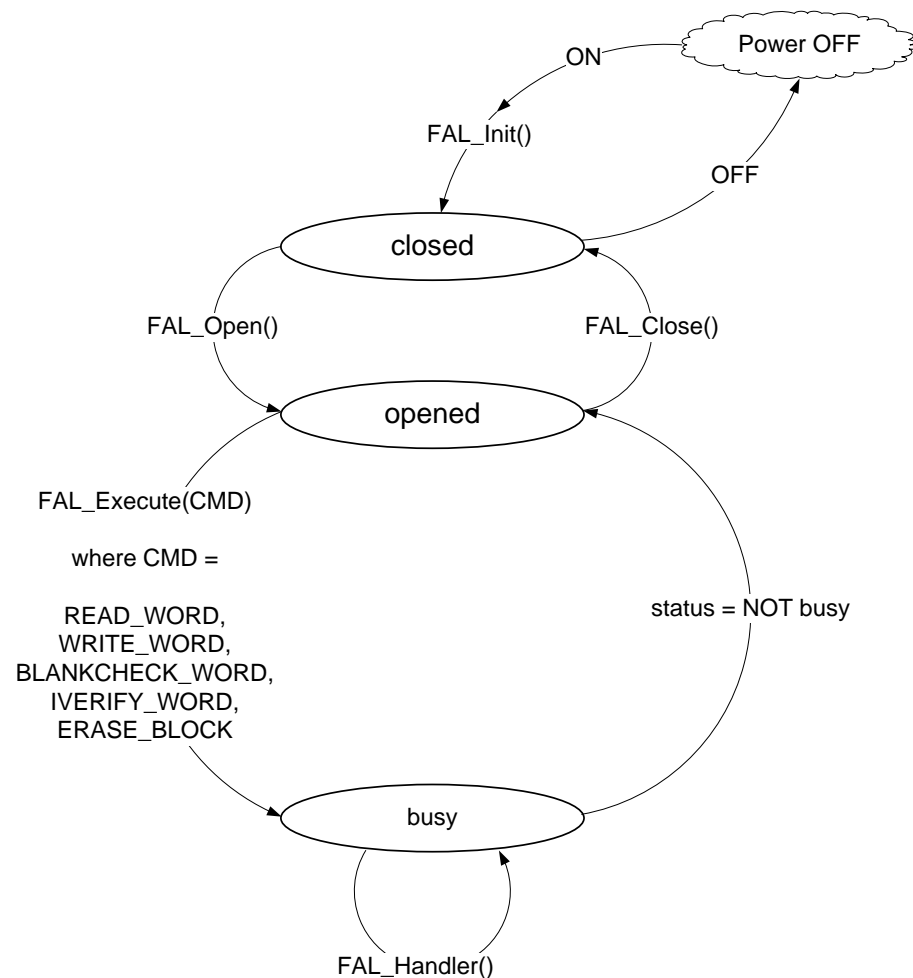 Power OFF
ON
FAL_Init()
OFF
closed
FAL_Open()
FAL_Close()
opened
FAL_Execute(CMD)
where CMD =
READ_WORD,
WRITE_WORD,
BLANKCHECK_WORD,
IVERIFY_WORD,
ERASE_BLOCK
status = NOT busy
busy
FAL_Handler()